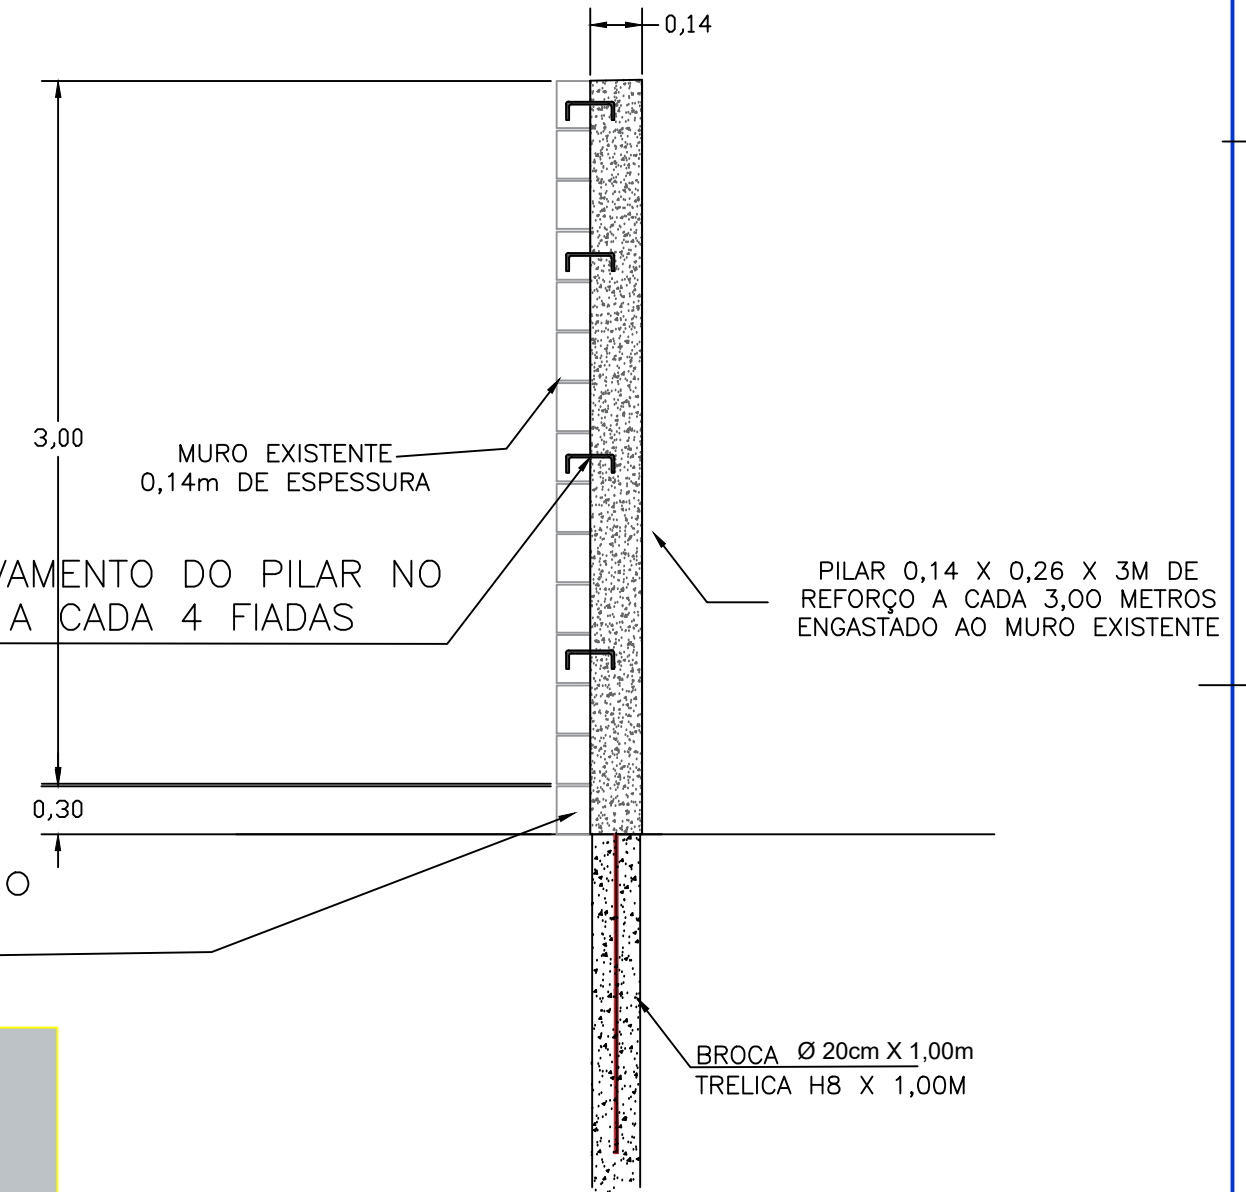 0,14
3,00
MURO EXISTENTE
0,14m DE ESPESSURA
VAMENTO DO PILAR NO
A CADA 4 FIADAS
PILAR 0,14 X 0,26 X 3M DE
REFORÇO A CADA 3,00 METROS
ENGASTADO AO MURO EXISTENTE
0,30
O
BROCA Ø 20cm X 1,00m
TRELICA H8 X 1,00M